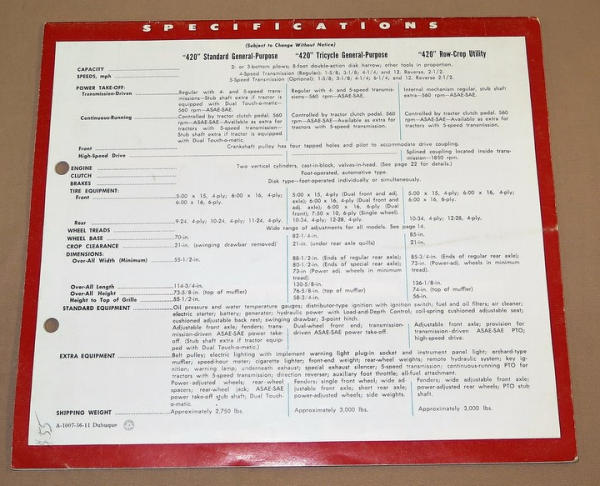 SPECIFICATIONS
(Subject to Change Without Notice)
"420" Standard General-Purpose "420" Tricycle General-Purpose "420" Row-Crop Utility
CAPACITY 2- or 3-bottom plows; 8-foot double-action disk harrow; other tools in proportion.
SPEEDS, mph 4-Speed Transmission (Regular): 1-5/8, 3-1/8, 4-1/4, and 12. Reverse, 2-1/2.
5-Speed Transmission (Optional): 1-5/8, 3-1/8, 4-1/4, 6-1/4, and 12. Reverse 2-1/2.
POWER TAKE-OFF:
Transmission-Driven Regular with 4- and 5-speed trans- Regular with 4- and 5-speed transmis- Internal mechanism regular, stub shaft
missions—Stub shaft extra if tractor is sions—560 rpm—ASAE-SAE. extra—560 rpm—ASAE-SAE.
equipped with Dual Touch-o-matic—
560 rpm—ASAE-SAE.
Continuous-Running Controlled by tractor clutch pedal. 560 Controlled by tractor clutch pedal. 560 Controlled by tractor clutch pedal. 560
rpm—ASAE-SAE—Available as extra for rpm—ASAE-SAE—Available as extra for rpm—ASAE-SAE—Available as extra for
tractors with 5-speed transmission— tractors with 5-speed transmission. tractors with 5-speed transmission.
Stub shaft extra if tractor is equipped
with Dual Touch-o-matic.
Front Crankshaft pulley has four tapped holes and pilot to accommodate drive coupling.
High-Speed Drive Splined coupling located inside trans-
mission—1850 rpm.
ENGINE Two vertical cylinders, cast-in-block, valves-in-head. (See page 22 for details.)
CLUTCH Foot-operated, automotive type.
BRAKES Disk type—foot-operated individually or simultaneously.
TIRE EQUIPMENT:
Front 5:00 x 15, 4-ply; 6:00 x 16, 4-ply; 5:00 x 15, 4-ply (Dual front and adj. 5:00 x 15, 4-ply; 6:00 x 16, 4-ply;
6:00 x 16, 6-ply. axle); 6:00 x 16, 4-ply (Dual front and 6:00 x 16, 6-ply.
adj. axle); 6:00 x 16, 6-ply (Dual
front); 7:50 x 10, 6-ply (Single wheel).
Rear 9-24, 4-ply; 10-24, 4-ply; 11-24, 4-ply. 10-34, 4-ply; 12-28, 4-ply. 10-34, 4-ply; 12-28, 4-ply.
WHEEL TREADS Wide range of adjustments for all models. See page 14.
WHEEL BASE 70-in. 82-1/4-in. 85-in.
CROP CLEARANCE 21-in. (swinging drawbar removed) 21-in. (under rear axle quills) 21-in.
DIMENSIONS:
Over-All Width (Minimum) 55-1/2-in. 88-1/2-in. (Ends of regular rear axle); 85-3/4-in. (Ends of regular rear axle);
80-1/2-in. (Ends of special rear axle); 73-in. (Power-adj. wheels in minimum
73-in (Power adj. wheels in minimum tread).
tread)
Over-All Length 114-3/4-in. 130-5/8-in. 136-1/8-in.
Over-All Height 73-5/8-in. (top of muffler) 76-5/8-in. (top of muffler) 74-in. (top of muffler)
Height to Top of Grille 55-1/2-in. 58-3/4-in. 56-in.
STANDARD EQUIPMENT Oil pressure and water temperature gauges; distributor-type ignition with ignition switch; fuel and oil filters; air cleaner;
electric starter; battery; generator; hydraulic power with Load-and-Depth Control; coil-spring cushioned adjustable seat;
cushioned adjustable back rest; swinging drawbar; 3-point hitch.
Adjustable front axle; fenders; trans- Dual-wheel front end; transmission- Adjustable front axle; provision for
mission-driven ASAE-SAE power take- driven ASAE-SAE power take-off. transmission-driven ASAE-SAE PTO;
off. (Stub shaft extra if tractor equip- high-speed drive.
ped with Dual Touch-o-matic.)
EXTRA EQUIPMENT Belt pulley; electric lighting with implement warning light plug-in socket and instrument panel light; orchard-type
muffler; speed-hour meter; cigarette lighter; front-end weight; rear-wheel weights; remote hydraulic system; key ig-
nition; warning lamp; underneath exhaust; special exhaust silencer; 5-speed transmission; continuous-running PTO for
tractors with 5-speed transmission; direction reverser; auxiliary foot throttle; all-fuel attachment.
Power-adjusted wheels; rear wheel Fenders; single front wheel; wide ad- Fenders; wide adjustable front axle;
spacers; rear-wheel jack; ASAE-SAE justable front axle; short rear axle; power-adjusted rear wheels; PTO stub
power take-off stub shaft; Dual Touch- power-adjusted wheels; side weights. shaft.
o-matic.
SHIPPING WEIGHT Approximately 2,750 lbs. Approximately 3,000 lbs. Approximately 3,000 lbs.
A-1007-56-11 Dubuque